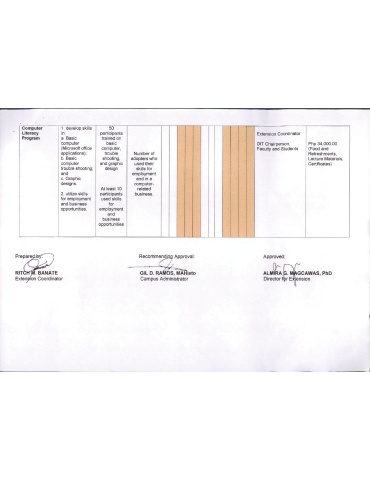 Computer
Literacy
Program
1. develop skills
in
a. Basic
computer
(Microsoft office
applications);
b. Basic
computer
trouble shooting;
and
c. Graphic
designs.
2. utilize skills
for employment
and business
opportunities.
50
participants
trained on
basic
computer,
trouble
shooting,
and graphic
design
At least 10
participants
used skills
for
employment
and
business
opportunities
Number of
adopters who
used their
skills for
employment
and in a
computer-
related
business.
Extension Coordinator
DIT Chairperson,
Faculty and Students
Php 34,000.00
(Food and
Refreshments,
Lecture Materials,
Certificates)
Prepared by:
RITCH M. BANATE
Extension Coordinator
Recommending Approval:
GIL D. RAMOS,
Campus Administrator
Approved:
ALMIRA G. MAGCAWAS, PhD
Director for Extension